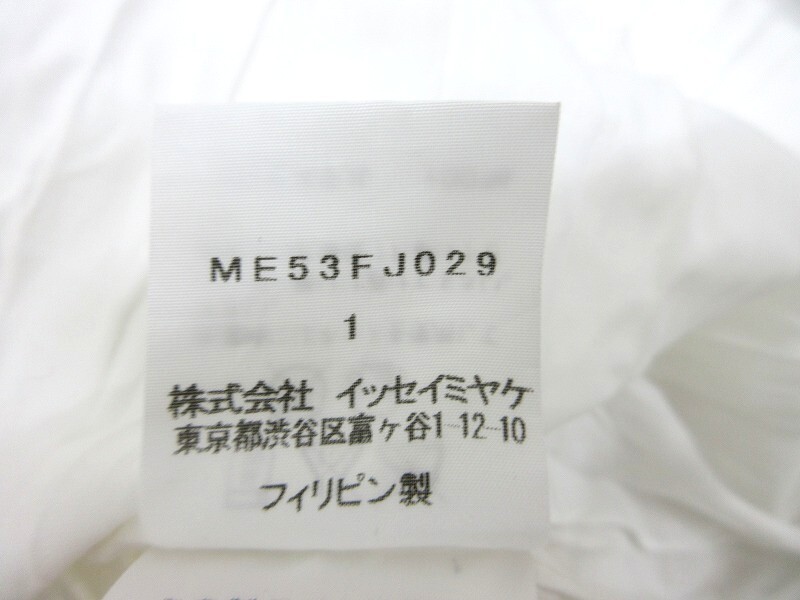 ME53FJ029
1
株式会社 イッセイミヤケ
東京都渋谷区富ヶ谷1-12-10
フィリピン製